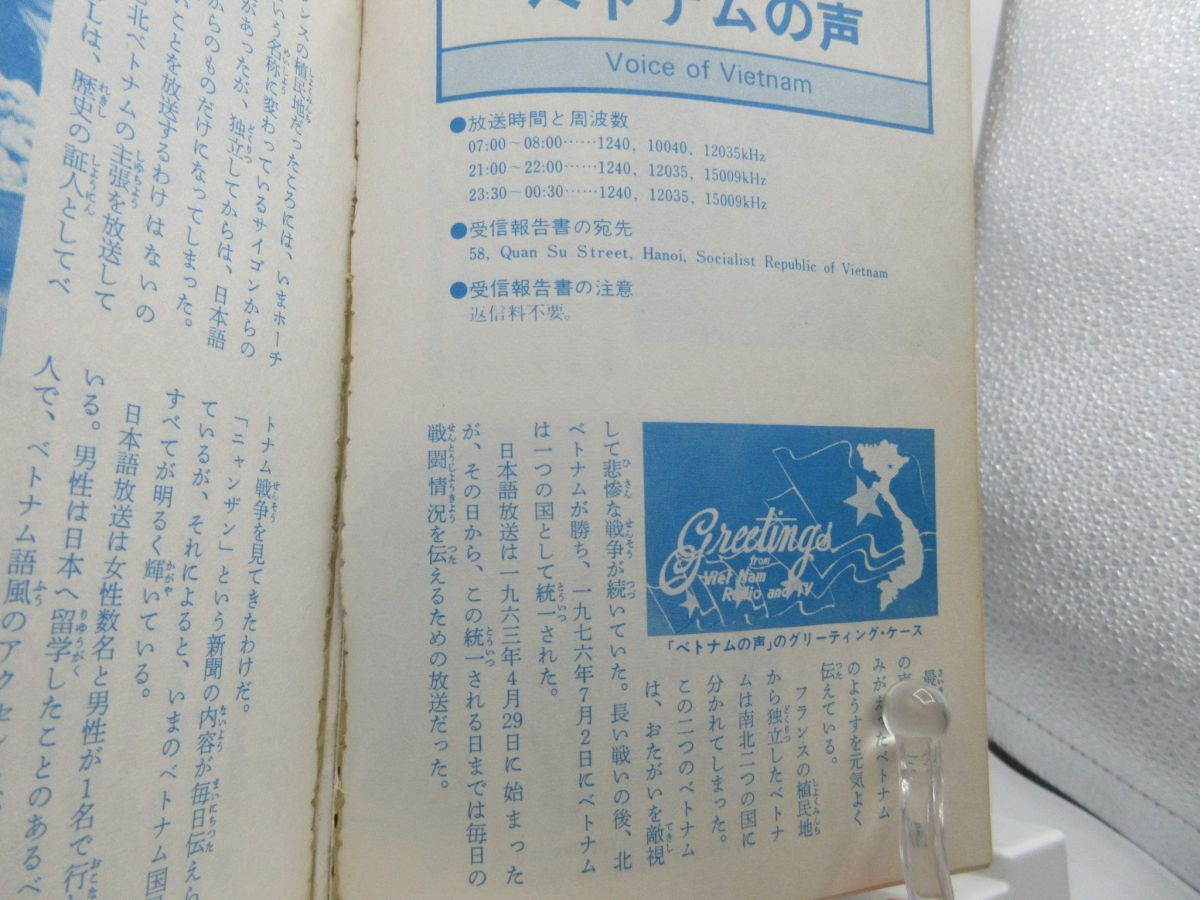 ベトナムの声
Voice of Vietnam
●放送時間と周波数
07:00～08:00……1240, 10040, 12035kHz
21:00～22:00……1240, 12035, 15009kHz
23:30～00:30……1240, 12035, 15009kHz
●受信報告書の宛先
58, Quan Su Street, Hanoi, Socialist Republic of Vietnam
●受信報告書の注意
返信料不要。
Greetings
from
Viet Nam
Radio and TV
「ベトナムの声」のグリーティング・ケース
ベトナム
のようすを元気よく
伝えている。
フランスの植民地
から独立したベトナ
ムは南北二つの国に
分かれてしまった。
この二つのベトナム
は、おたがいを敵視
して悲惨な戦争が続いていた。長い戦いの後、北
ベトナムが勝ち、一九七六年7月2日にベトナム
は一つの国として統一された。
日本語放送は一九六三年4月29日に始まった
が、その日から、この統一される日までは毎日の
戦闘情況を伝えるための放送だった。
ンスの植民地だったころには、いまホーチ
いう名称に変わっているサイゴンからの
があったが、独立してからは、日本語
からのものだけになってしまった。
いことを放送するわけはないの
北ベトナムの主張を放送して
しは、歴史の証人としてベ
トナム戦争を見てきたわけだ。
「ニャンザン」という新聞の内容が毎日伝えら
ているが、それによると、いまのベトナム国
すべてが明るく輝いている。
日本語放送は女性数名と男性が1名で行
いる。男性は日本へ留学したことのあるベ
人で、ベトナム語風のアクセン